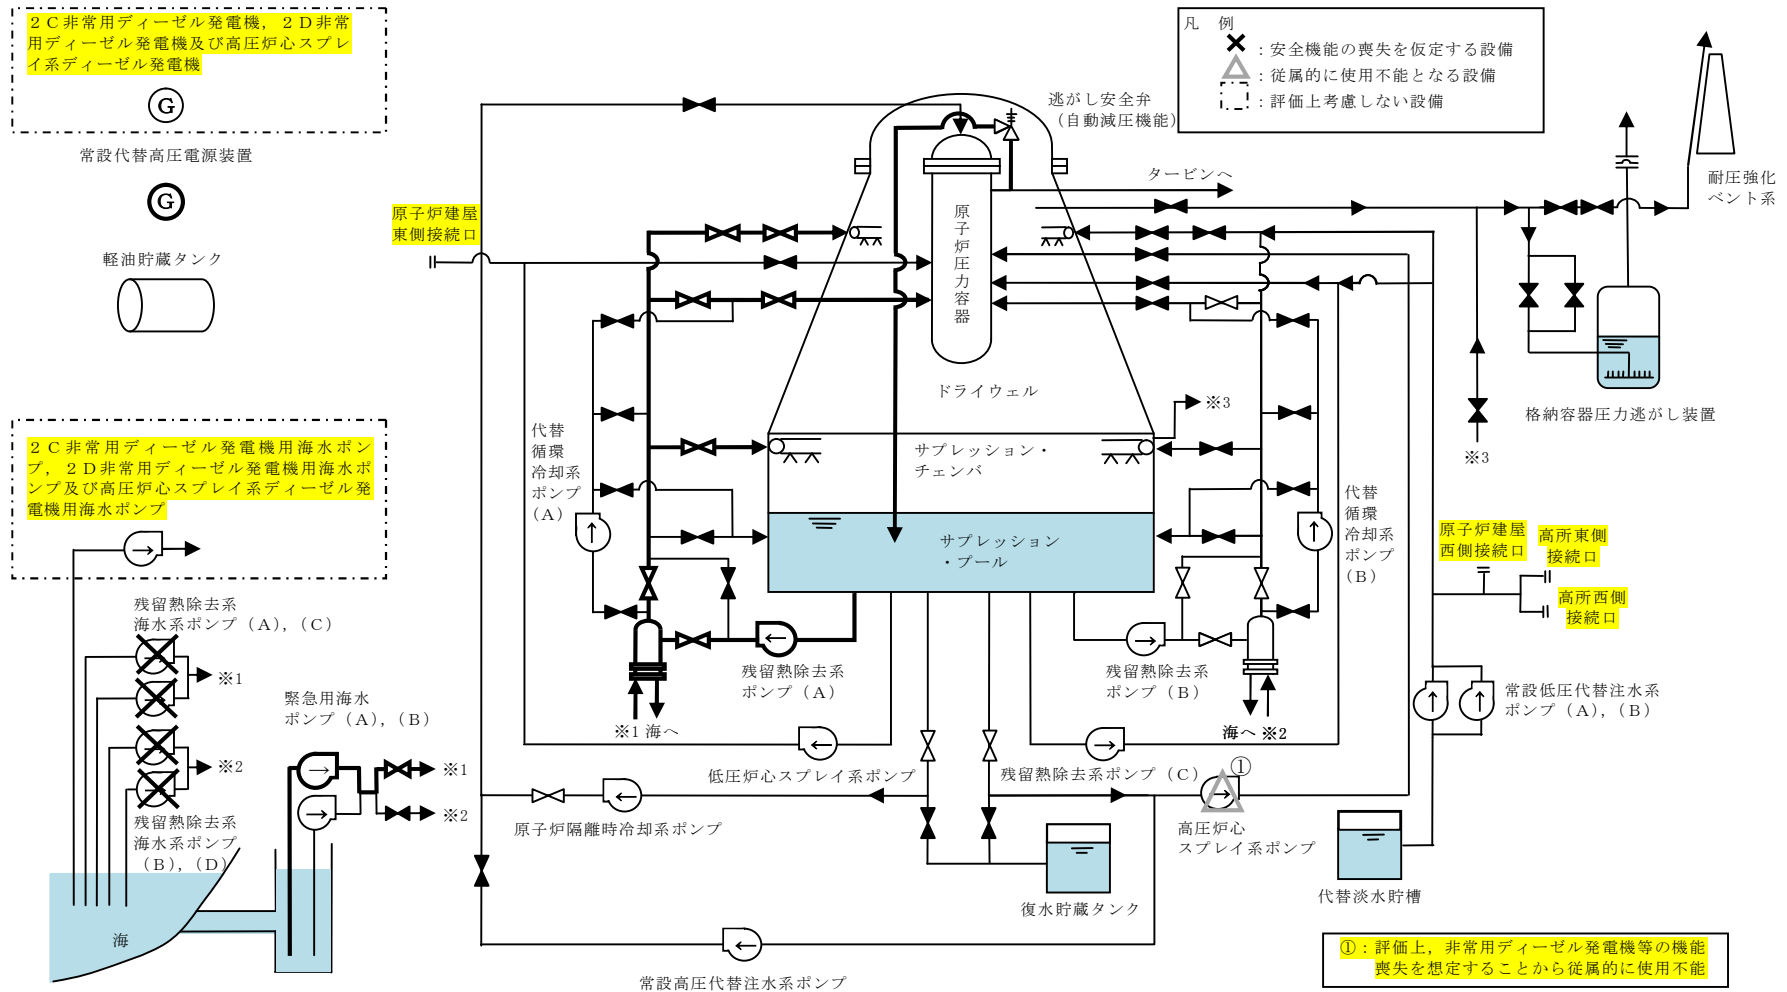 ２Ｃ非常用ディーゼル発電機，２Ｄ非常
用ディーゼル発電機及び高圧炉心スプレ
イ系ディーゼル発電機
G
常設代替高圧電源装置
G
軽油貯蔵タンク
凡　例
：安全機能の喪失を仮定する設備
：従属的に使用不能となる設備
：評価上考慮しない設備
逃がし安全弁
（自動減圧機能）
タービンへ
耐圧強化
ベント系
原子炉建屋
東側接続口
原子炉圧力容器
ドライウェル
※3
格納容器圧力逃がし装置
※3
２Ｃ非常用ディーゼル発電機用海水ポン
プ，２Ｄ非常用ディーゼル発電機用海水ポ
ンプ及び高圧炉心スプレイ系ディーゼル発
電機用海水ポンプ
代替
循環
冷却系
ポンプ
（A）
サプレッション・
チェンバ
サプレッション
・プール
代替
循環
冷却系
ポンプ
（B）
原子炉建屋
西側接続口
高所東側
接続口
高所西側
接続口
残留熱除去系
海水系ポンプ（A），（C）
※1
※2
残留熱除去系
海水系ポンプ
（B），（D）
緊急用海水
ポンプ（A），（B）
※1
※2
海
残留熱除去系
ポンプ（A）
※1 海へ
残留熱除去系
ポンプ（B）
海へ ※2
常設低圧代替注水系
ポンプ（A），（B）
低圧炉心スプレイ系ポンプ
残留熱除去系ポンプ（C）
①
原子炉隔離時冷却系ポンプ
高圧炉心
スプレイ系ポンプ
復水貯蔵タンク
代替淡水貯槽
常設高圧代替注水系ポンプ
①：評価上，非常用ディーゼル発電機等の機能
喪失を想定することから従属的に使用不能